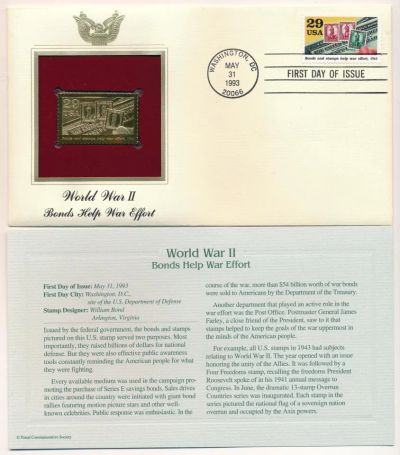 WASHINGTON, DC
MAY
31
1993
20066
29
USA
Bonds and stamps help war effort, 1943
FIRST DAY OF ISSUE
29
USA
Bonds and stamps help war effort, 1943
World War II
Bonds Help War Effort
World War II
Bonds Help War Effort
First Day of Issue: May 31, 1993
First Day City: Washington, D.C.,
site of the U.S. Department of Defense
Stamp Designer: William Bond
Arlington, Virginia
Issued by the federal government, the bonds and stamps
pictured on this U.S. stamp served two purposes. Most
importantly, they raised billions of dollars for national
defense. But they were also effective public awareness
tools constantly reminding the American people for what
they were fighting.
Every available medium was used in the campaign pro-
moting the purchase of Series E savings bonds. Sales drives
in cities around the country were initiated with giant bond
rallies featuring motion picture stars and other well-
known celebrities. Public response was enthusiastic. In the
course of the war, more than $54 billion worth of war bonds
were sold to Americans by the Department of the Treasury.
Another department that played an active role in the
war effort was the Post Office. Postmaster General James
Farley, a close friend of the President, saw to it that
stamps helped to keep the goals of the war uppermost in
the minds of the American people.
For example, all U.S. stamps in 1943 had subjects
relating to World War II. The year opened with an issue
honoring the unity of the Allies. It was followed by a
Four Freedoms stamp, recalling the freedoms President
Roosevelt spoke of in his 1941 annual message to
Congress. In June, the dramatic 13-stamp Overrun
Countries series was inaugurated. Each stamp in the
series pictured the national flag of a sovereign nation
overrun and occupied by the Axis powers.
© Postal Commemorative Society